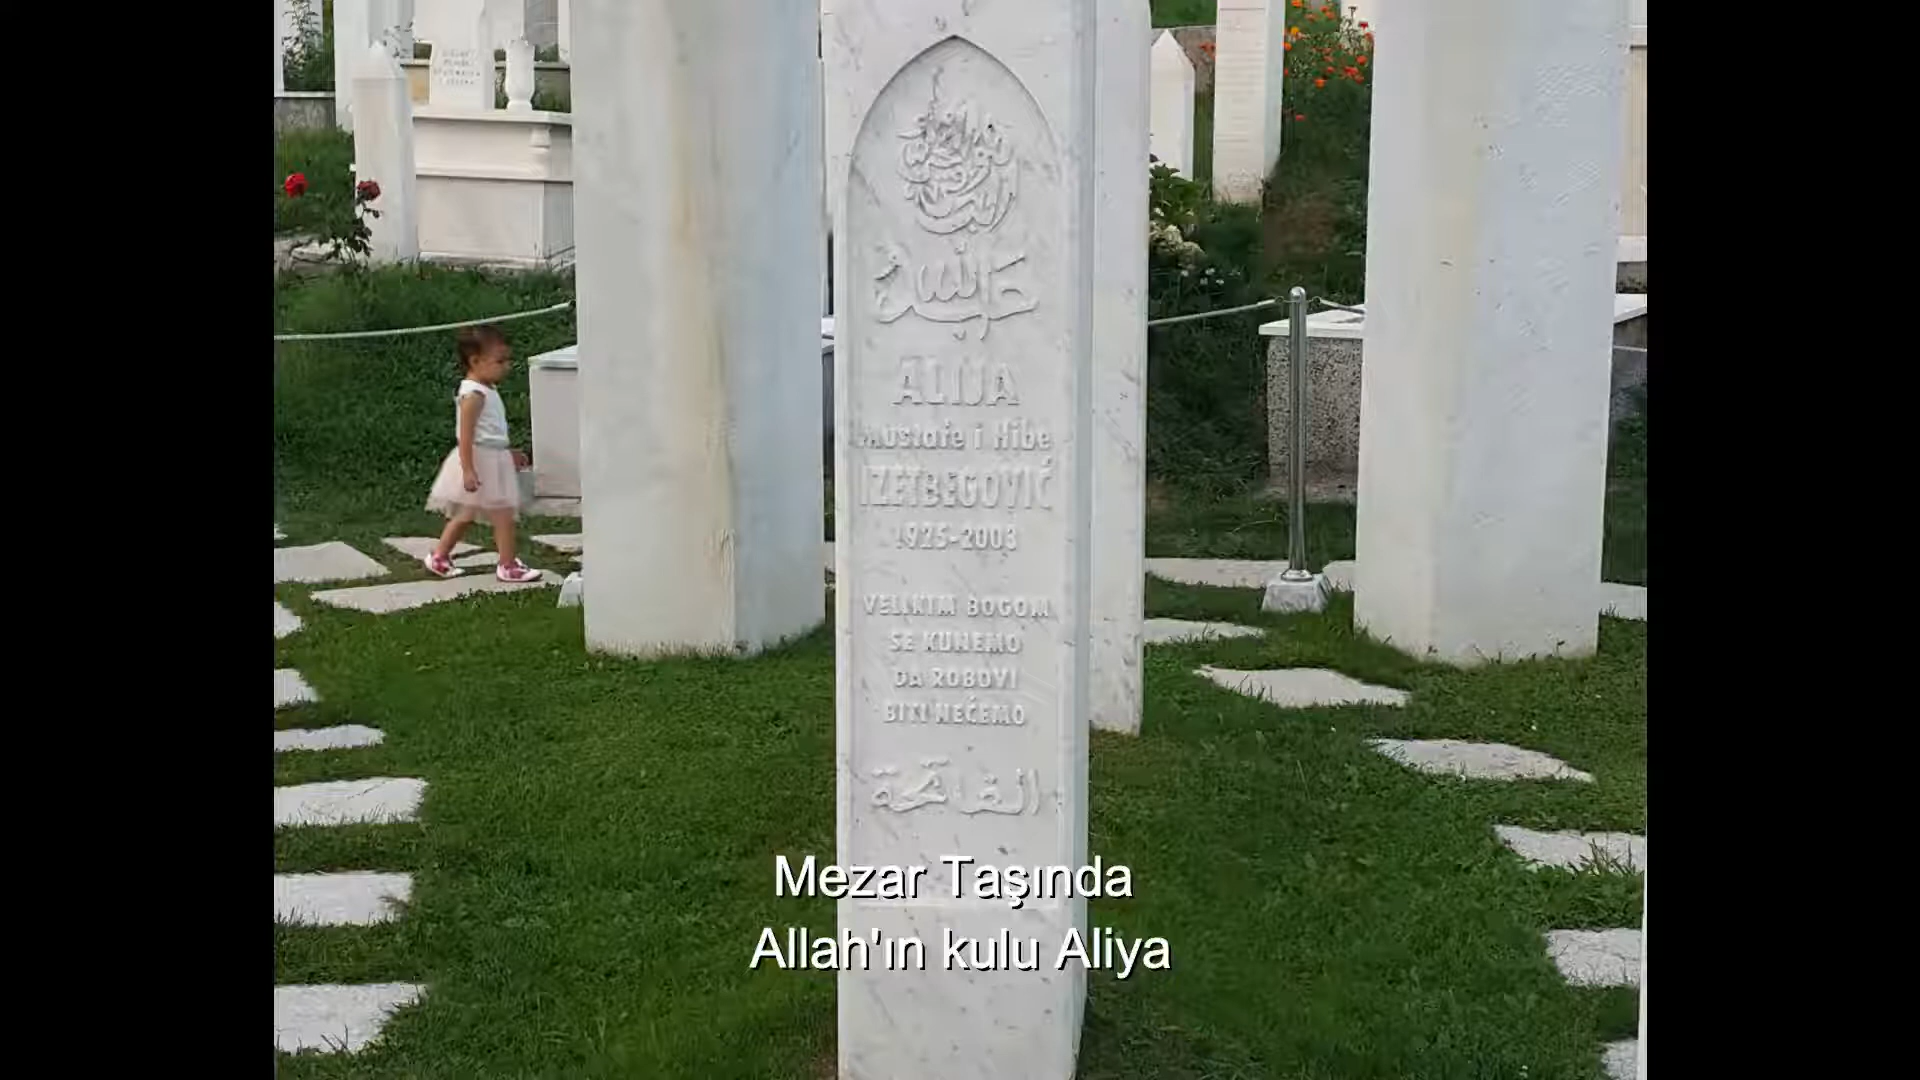 عبد الله
ALIJA
Mustafe i Hibe
IZETBEGOVIĆ
1925-2003
VELIKIM BOGOM
SE KUNEMO
DA ROBOVI
BITI NEĆEMO
الفاتحة
Mezar Taşında
Allah'ın kulu Aliya